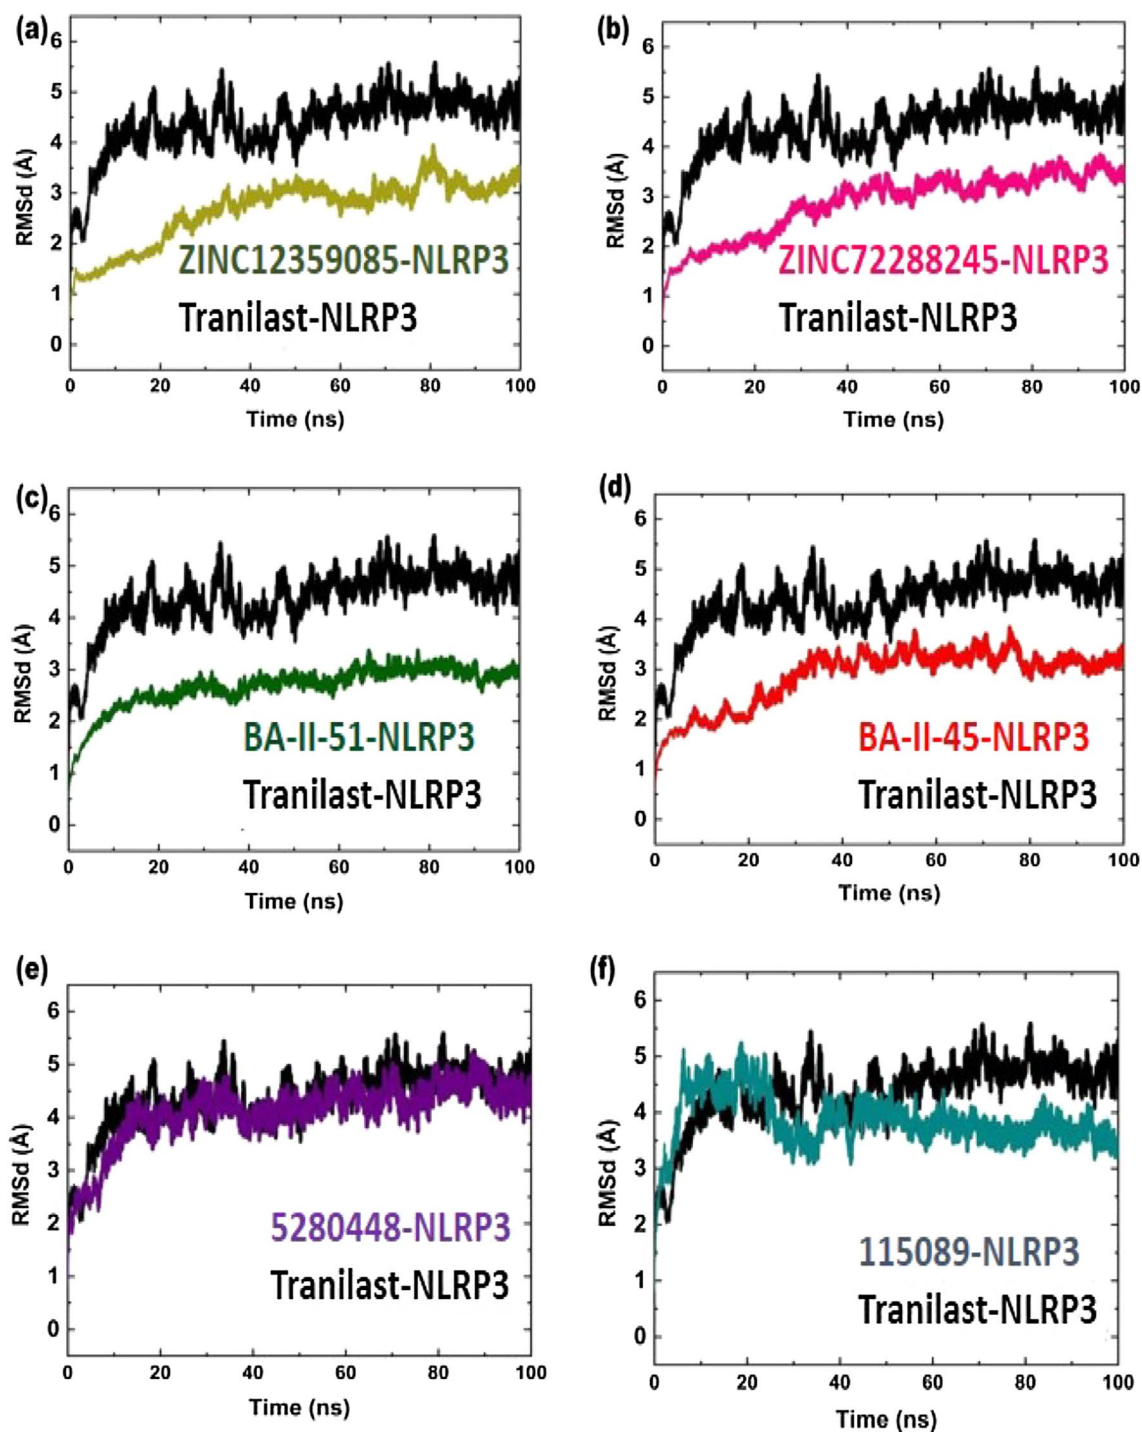 (a)
6
5
4
3
2
1
0
RMSd (Å)
ZINC12359085-NLRP3
Tranilast-NLRP3
0 20 40 60 80 100
Time (ns)
(b)
6
5
4
3
2
1
0
RMSd (Å)
ZINC72288245-NLRP3
Tranilast-NLRP3
0 20 40 60 80 100
Time (ns)
(c)
6
5
4
3
2
1
0
RMSd (Å)
BA-II-51-NLRP3
Tranilast-NLRP3
0 20 40 60 80 100
Time (ns)
(d)
6
5
4
3
2
1
0
RMSd (Å)
BA-II-45-NLRP3
Tranilast-NLRP3
0 20 40 60 80 100
Time (ns)
(e)
6
5
4
3
2
1
0
RMSd (Å)
5280448-NLRP3
Tranilast-NLRP3
0 20 40 60 80 100
Time (ns)
(f)
6
5
4
3
2
1
0
RMSd (Å)
115089-NLRP3
Tranilast-NLRP3
0 20 40 60 80 100
Time (ns)